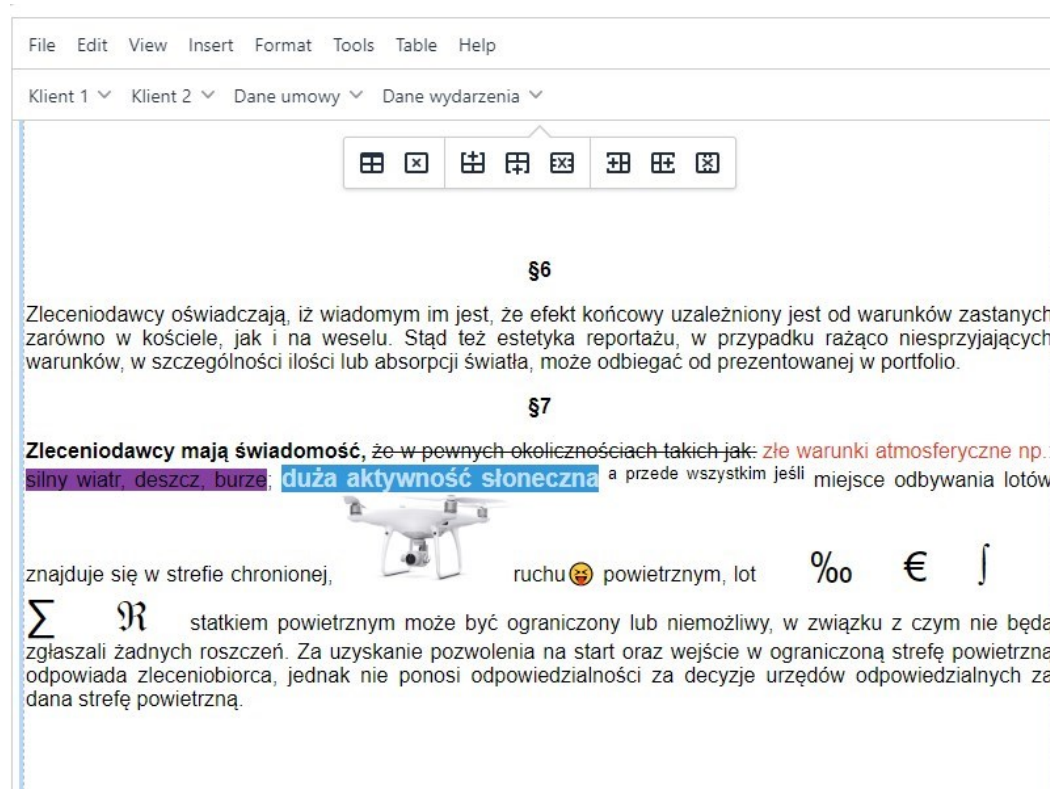 File Edit View Insert Format Tools Table Help
Klient 1 Klient 2 Dane umowy Dane wydarzenia
§6
Zleceniodawcy oświadczają, iż wiadomym im jest, że efekt końcowy uzależniony jest od warunków zastanych
zarówno w kościele, jak i na weselu. Stąd też estetyka reportażu, w przypadku rażąco niesprzyjających
warunków, w szczególności ilości lub absorpcji światła, może odbiegać od prezentowanej w portfolio.
§7
Zleceniodawcy mają świadomość, że w pewnych okolicznościach takich jak: złe warunki atmosferyczne np.:
silny wiatr, deszcz, burze; duża aktywność słoneczna a przede wszystkim jeśli miejsce odbywania lotów
znajduje się w strefie chronionej, ruchu😝 powietrznym, lot ‰ € ∫
∑ ℜ statkiem powietrznym może być ograniczony lub niemożliwy, w związku z czym nie będa
zgłaszali żadnych roszczeń. Za uzyskanie pozwolenia na start oraz wejście w ograniczoną strefę powietrzna
odpowiada zleceniobiorca, jednak nie ponosi odpowiedzialności za decyzje urzędów odpowiedzialnych za
dana strefę powietrzną.